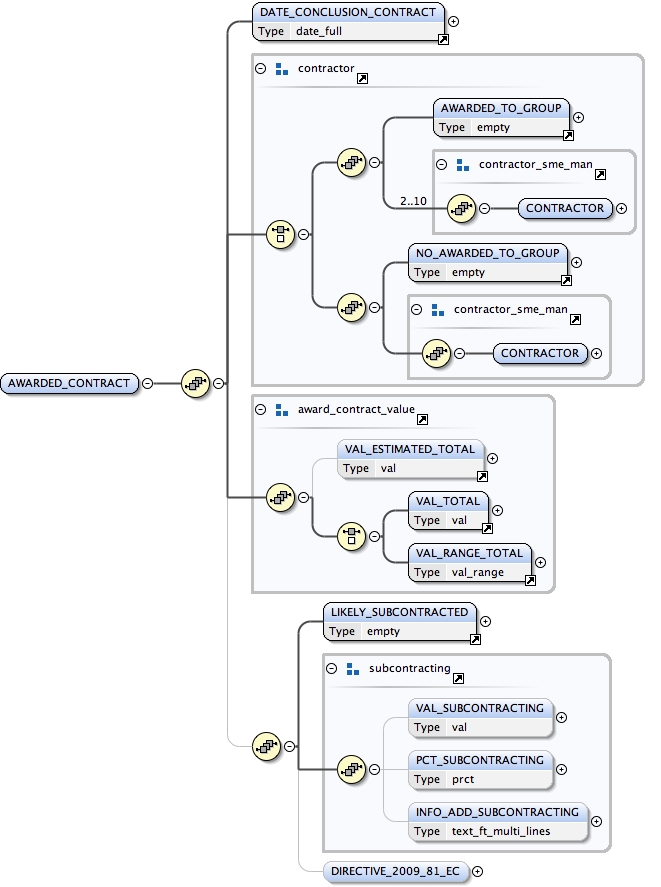 DATE_CONCLUSION_CONTRACT
Type date_full
contractor
AWARDED_TO_GROUP
Type empty
contractor_sme_man
2..10
CONTRACTOR
NO_AWARDED_TO_GROUP
Type empty
contractor_sme_man
CONTRACTOR
AWARDED_CONTRACT
award_contract_value
VAL_ESTIMATED_TOTAL
Type val
VAL_TOTAL
Type val
VAL_RANGE_TOTAL
Type val_range
LIKELY_SUBCONTRACTED
Type empty
subcontracting
VAL_SUBCONTRACTING
Type val
PCT_SUBCONTRACTING
Type prct
INFO_ADD_SUBCONTRACTING
Type text_ft_multi_lines
DIRECTIVE_2009_81_EC